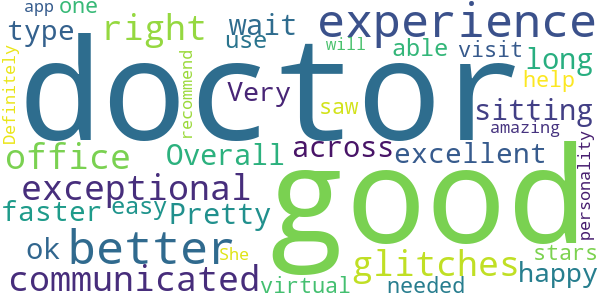 app one
type right wait experience
use will able visit
Definitely doctor recommend long
Very saw help
sitting
amazing
office Overall across excellent
personality
exceptional good
faster easy Pretty
ok better She glitches stars
communicated virtual needed happy